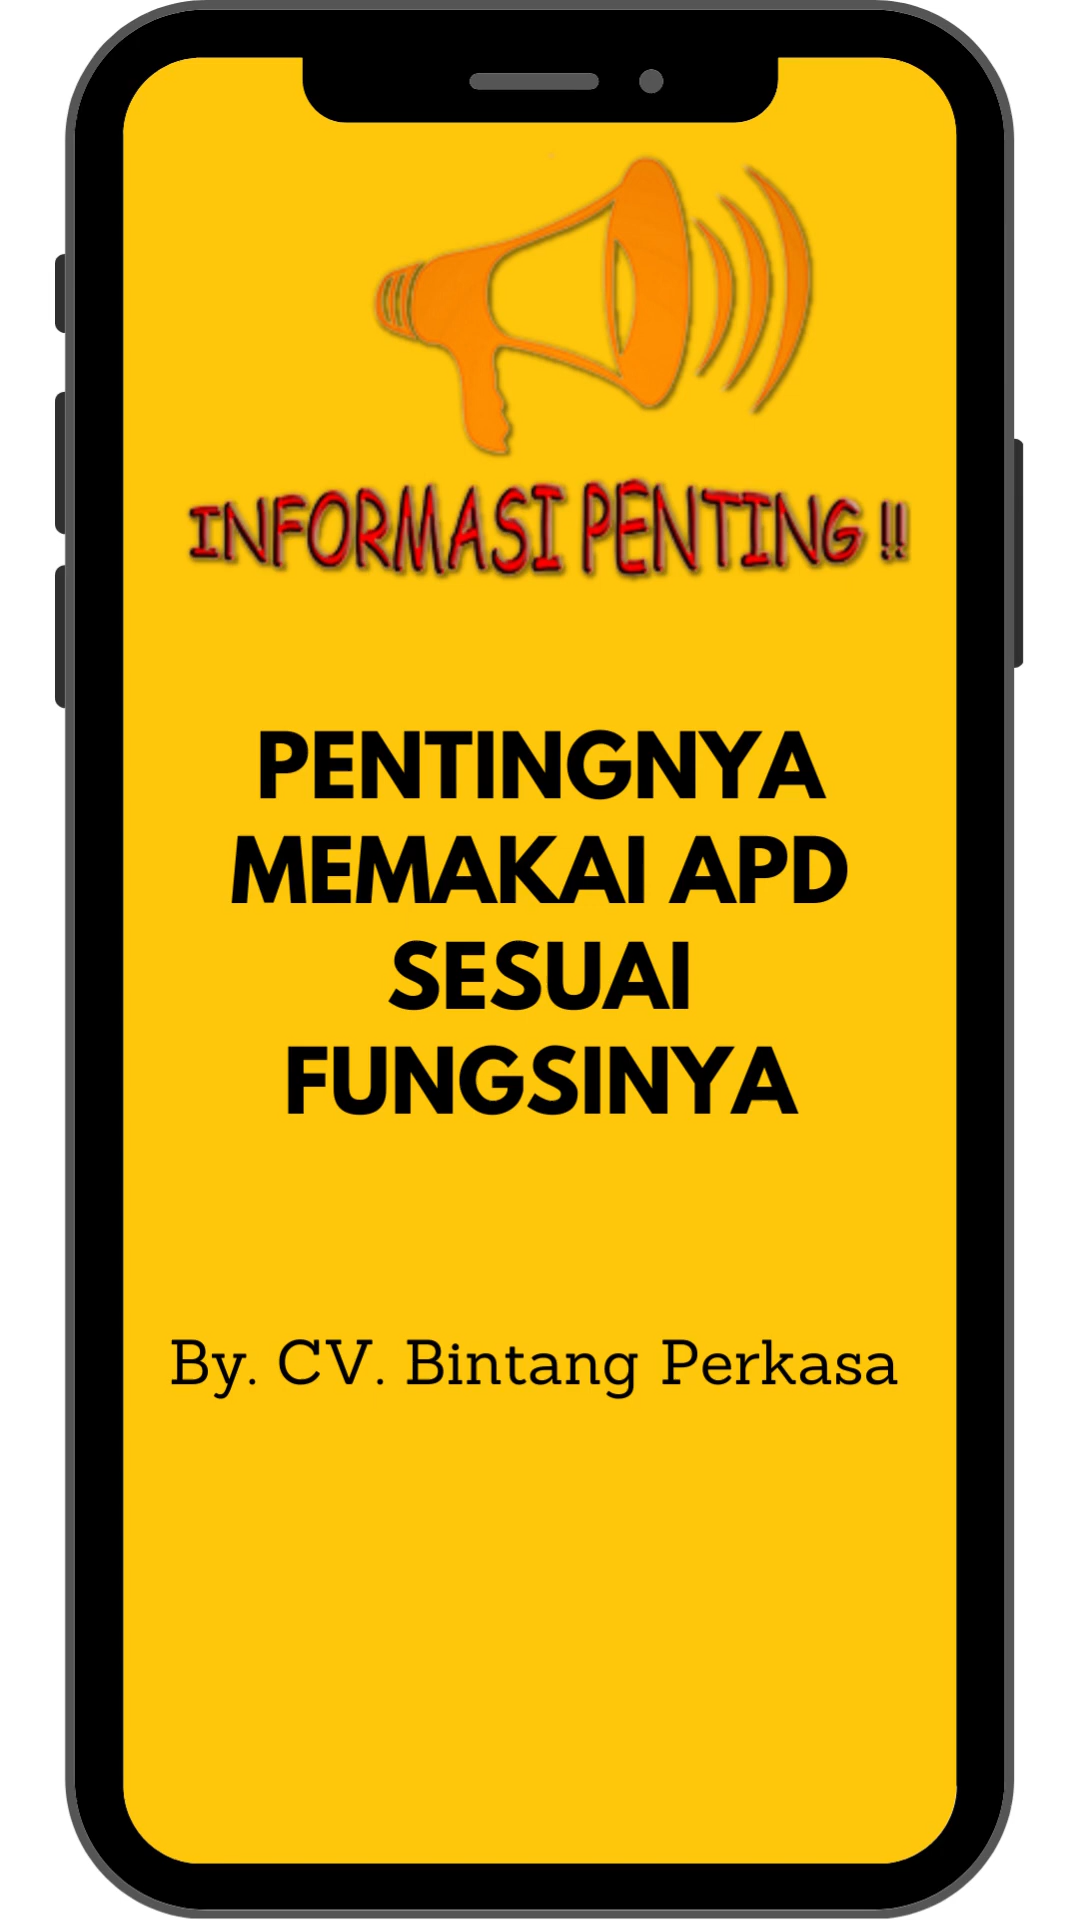 INFORMASI PENTING !!
PENTINGNYA
MEMAKAI APD
SESUAI
FUNGSINYA
By. CV. Bintang Perkasa